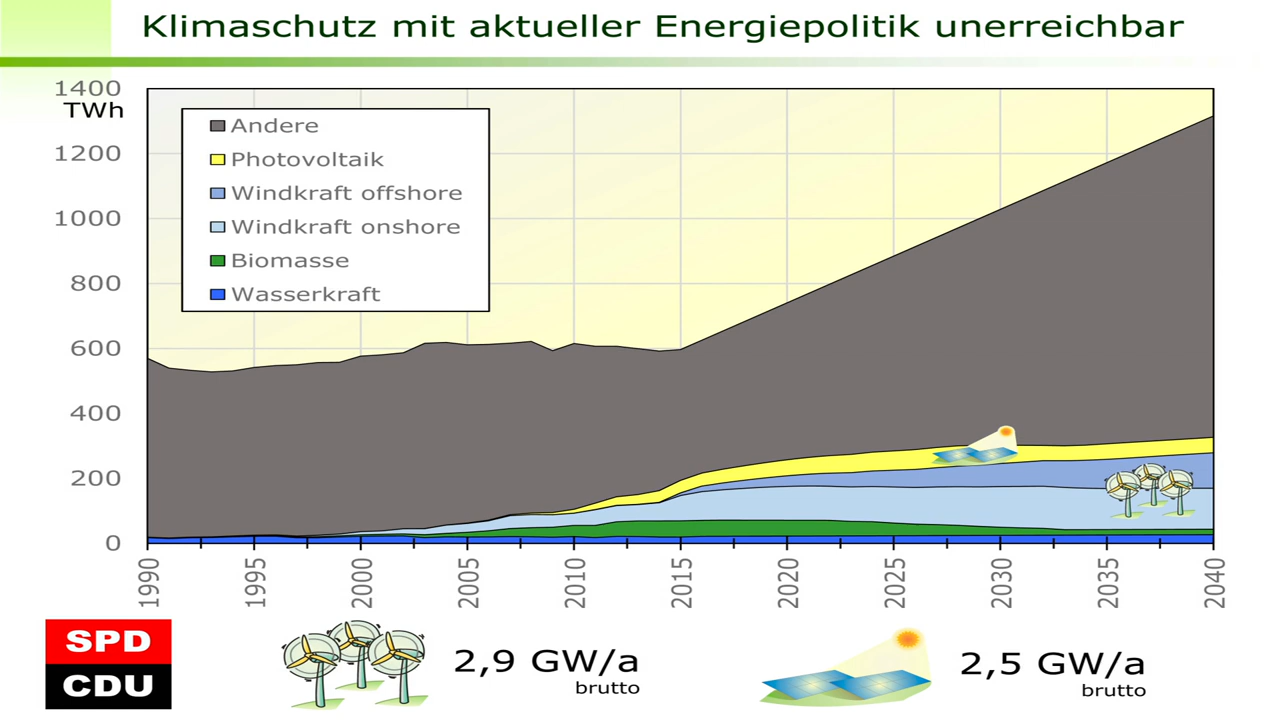 Klimaschutz mit aktueller Energiepolitik unerreichbar
1400
TWh
1200
1000
800
600
400
200
0
Andere
Photovoltaik
Windkraft offshore
Windkraft onshore
Biomasse
Wasserkraft
1990
1995
2000
2005
2010
2015
2020
2025
2030
2035
2040
SPD
CDU
2,9 GW/a
brutto
2,5 GW/a
brutto